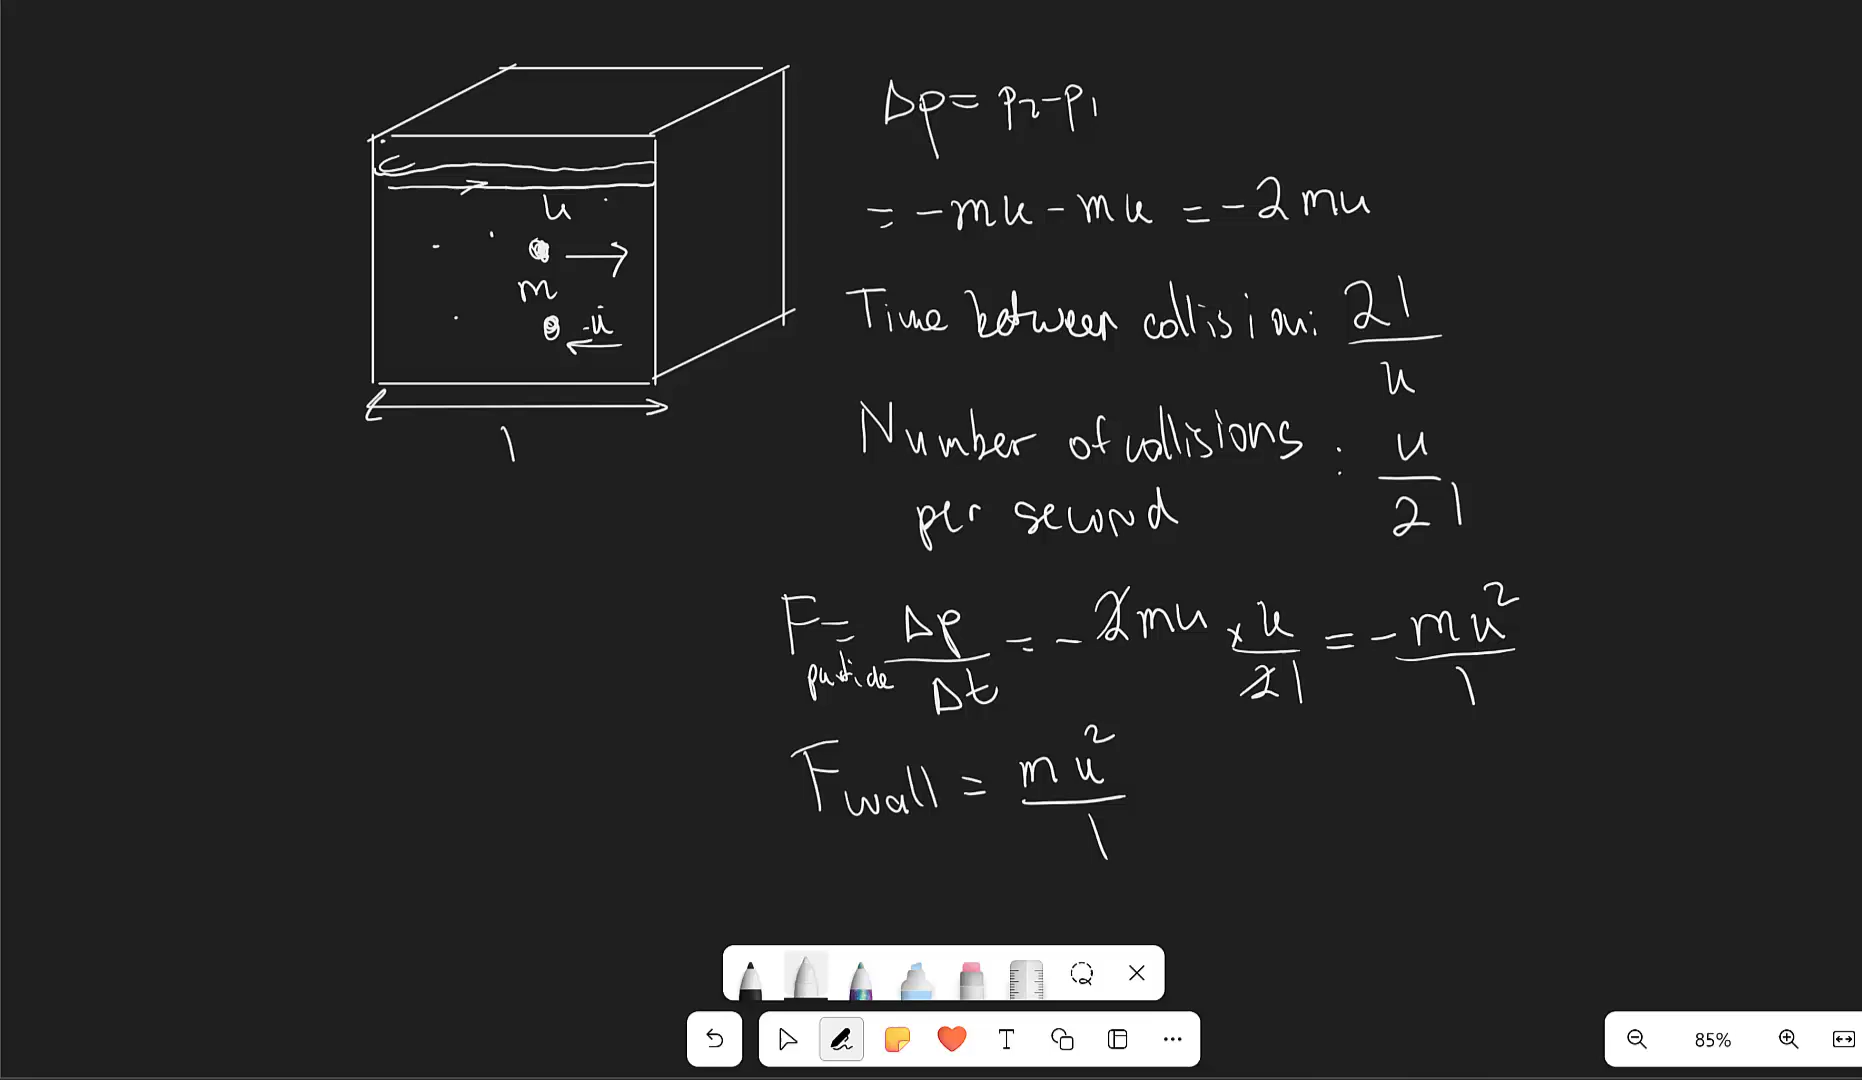 u
m
-u
l
Δp = p2-p1
= -mu - mu = -2mu
Time between collision: 2l/u
Number of collisions
per second : u/2l
F particle = Δp/Δt = -2mu × u/2l = -mu²/l
F wall = mu²/l
T
85%